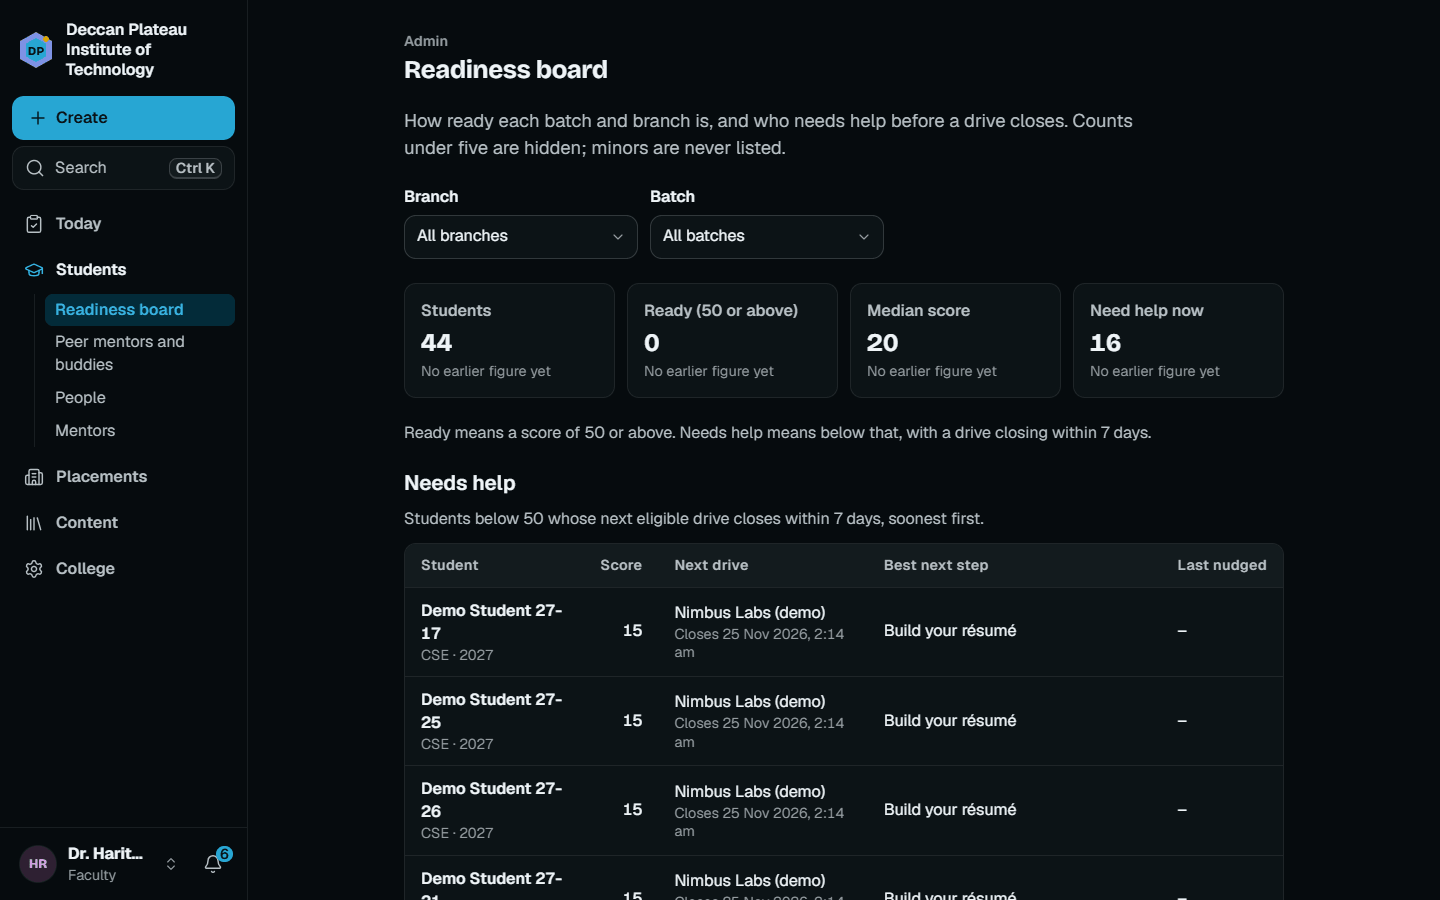 Deccan Plateau
Institute of
Technology
DP
Create
Search
Ctrl K
Today
Students
Readiness board
Peer mentors and
buddies
People
Mentors
Placements
Content
College
HR
Dr. Harit...
Faculty
6
Admin
Readiness board
How ready each batch and branch is, and who needs help before a drive closes. Counts
under five are hidden; minors are never listed.
Branch
Batch
All branches
All batches
Students
44
No earlier figure yet
Ready (50 or above)
0
No earlier figure yet
Median score
20
No earlier figure yet
Need help now
16
No earlier figure yet
Ready means a score of 50 or above. Needs help means below that, with a drive closing within 7 days.
Needs help
Students below 50 whose next eligible drive closes within 7 days, soonest first.
Student Score Next drive Best next step Last nudged
Demo Student 27-
17
CSE · 2027
15
Nimbus Labs (demo)
Closes 25 Nov 2026, 2:14
am
Build your résumé
–
Demo Student 27-
25
CSE · 2027
15
Nimbus Labs (demo)
Closes 25 Nov 2026, 2:14
am
Build your résumé
–
Demo Student 27-
26
CSE · 2027
15
Nimbus Labs (demo)
Closes 25 Nov 2026, 2:14
am
Build your résumé
–
Demo Student 27-
15
Nimbus Labs (demo)
Build your résumé
–